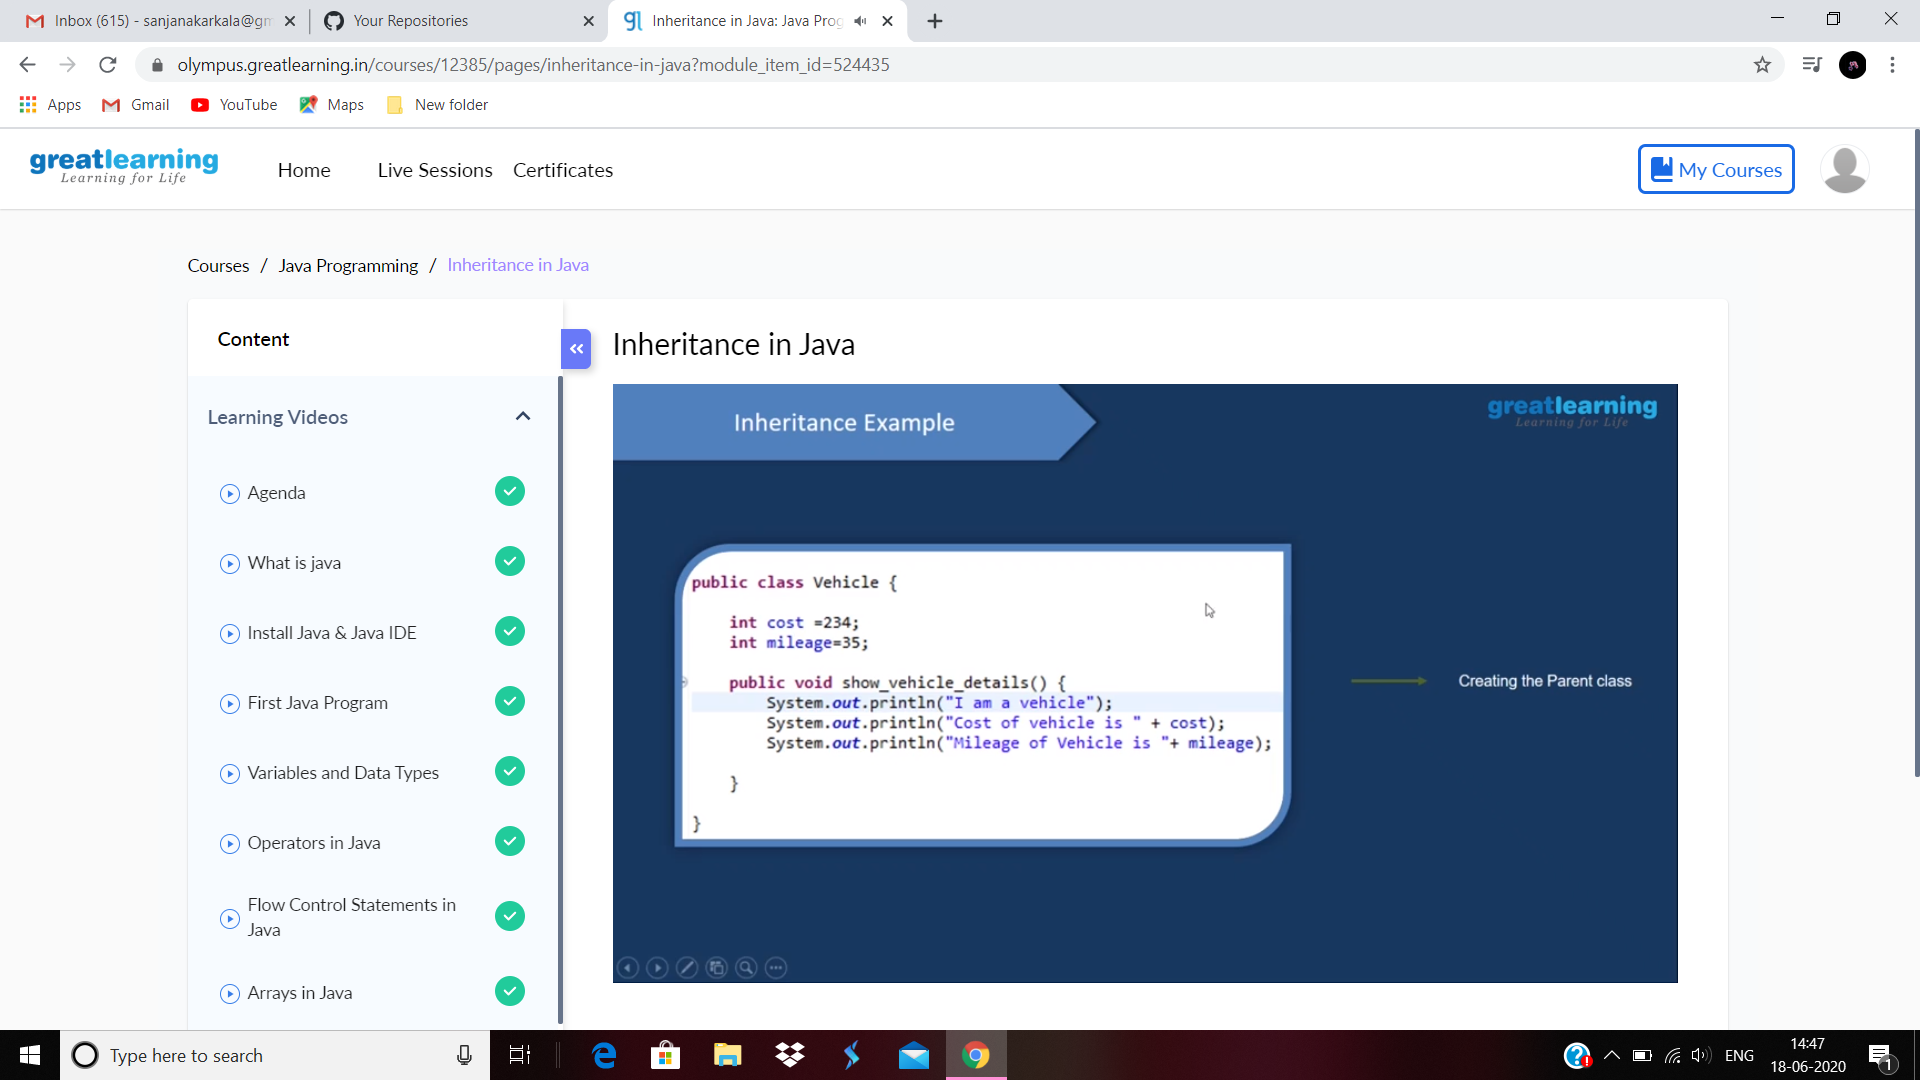 Inbox (615) - sanjanakarkala@gm
Your Repositories
gl Inheritance in Java: Java Prog
olympus.greatlearning.in/courses/12385/pages/inheritance-in-java?module_item_id=524435
Apps Gmail YouTube Maps New folder
greatlearning
Learning for Life
Home Live Sessions Certificates My Courses
Courses / Java Programming / Inheritance in Java
Content
Learning Videos
Agenda
What is java
Install Java & Java IDE
First Java Program
Variables and Data Types
Operators in Java
Flow Control Statements in
Java
Arrays in Java
Inheritance in Java
Inheritance Example
greatlearning
Learning for Life
public class Vehicle {
int cost =234;
int mileage=35;
public void show_vehicle_details() {
System.out.println("I am a vehicle");
System.out.println("Cost of vehicle is " + cost);
System.out.println("Mileage of Vehicle is "+ mileage);
}
}
Creating the Parent class
Type here to search
ENG
14:47
18-06-2020
1